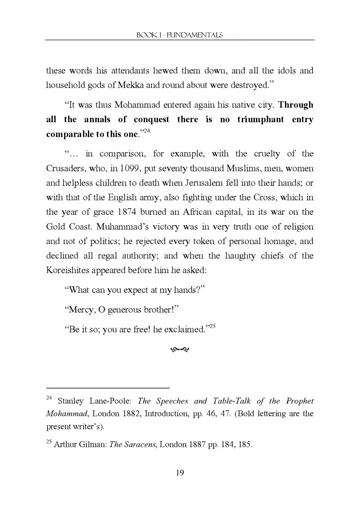 BOOK I · FUNDAMENTALS
these words his attendants hewed them down, and all the idols and
household gods of Mekka and round about were destroyed.”
“It was thus Mohammad entered again his native city. Through
all the annals of conquest there is no triumphant entry
comparable to this one.”24
“… in comparison, for example, with the cruelty of the
Crusaders, who, in 1099, put seventy thousand Muslims, men, women
and helpless children to death when Jerusalem fell into their hands; or
with that of the English army, also fighting under the Cross, which in
the year of grace 1874 burned an African capital, in its war on the
Gold Coast. Muhammad’s victory was in very truth one of religion
and not of politics; he rejected every token of personal homage, and
declined all regal authority; and when the haughty chiefs of the
Koreishites appeared before him he asked:
“What can you expect at my hands?”
“Mercy, O generous brother!”
“Be it so; you are free! he exclaimed.”25
24 Stanley Lane-Poole: The Speeches and Table-Talk of the Prophet
Mohammad, London 1882, Introduction, pp. 46, 47. (Bold lettering are the
present writer’s).
25 Arthur Gilman: The Saracens, London 1887 pp. 184, 185.
19